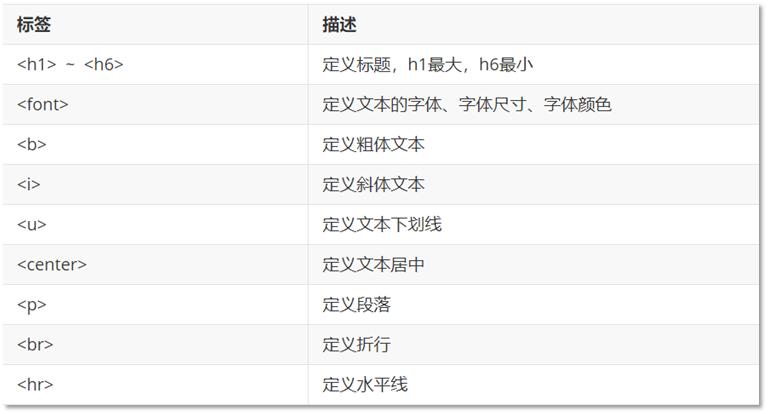 标签 描述
<h1> ~ <h6> 定义标题，h1最大，h6最小
<font> 定义文本的字体、字体尺寸、字体颜色
<b> 定义粗体文本
<i> 定义斜体文本
<u> 定义文本下划线
<center> 定义文本居中
<p> 定义段落
<br> 定义折行
<hr> 定义水平线